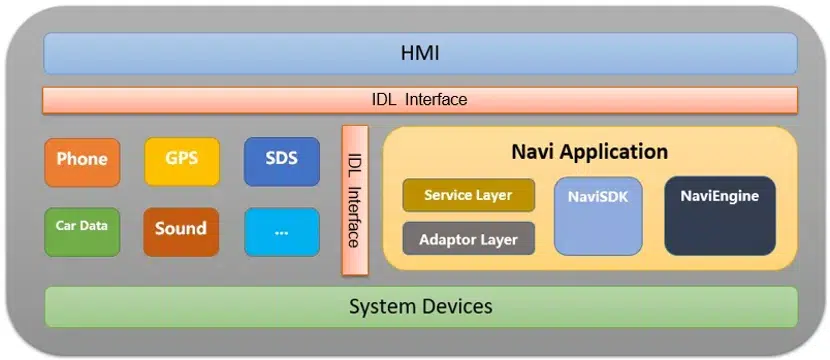 HMI
IDL Interface
Phone
GPS
SDS
Car Data
Sound
...
IDL Interface
Navi Application
Service Layer
Adaptor Layer
NaviSDK
NaviEngine
System Devices